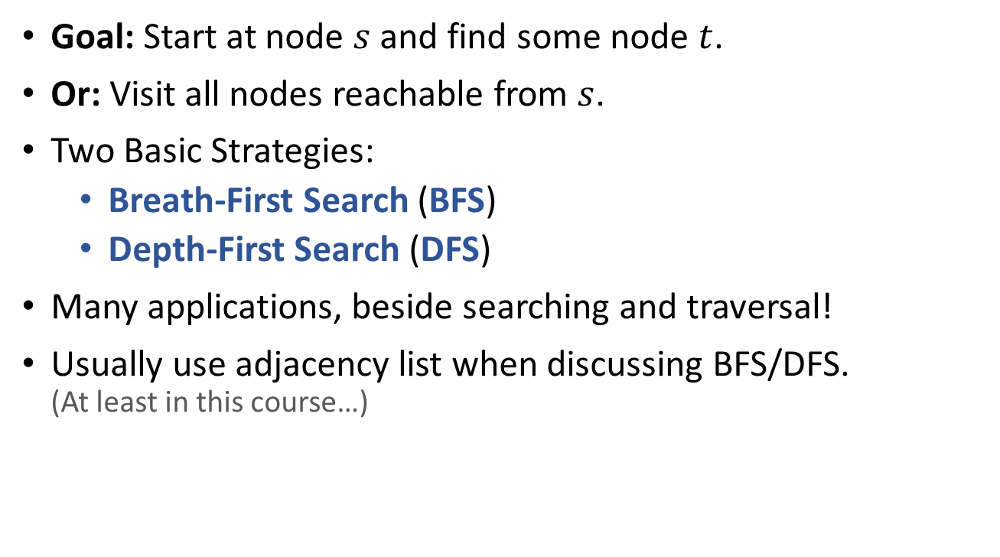 • Goal: Start at node s and find some node t.
• Or: Visit all nodes reachable from s.
• Two Basic Strategies:
• Breath-First Search (BFS)
• Depth-First Search (DFS)
• Many applications, beside searching and traversal!
• Usually use adjacency list when discussing BFS/DFS.
(At least in this course…)